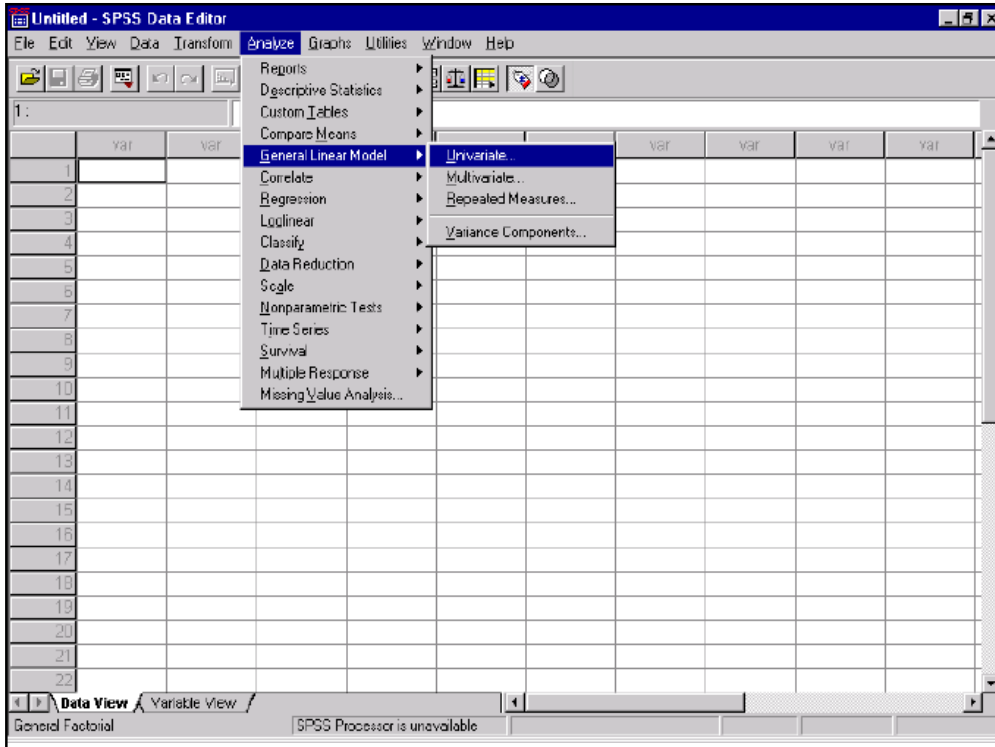 Untitled - SPSS Data Editor
File Edit View Data Transform Analyze Graphs Utilities Window Help
1 :
Reports
Descriptive Statistics
Custom Tables
Compare Means
General Linear Model
Correlate
Regression
Loglinear
Classify
Data Reduction
Scale
Nonparametric Tests
Time Series
Survival
Multiple Response
Missing Value Analysis...
Univariate...
Multivariate...
Repeated Measures...
Variance Components...
var var var var var var
1
2
3
4
5
6
7
8
9
10
11
12
13
14
15
16
17
18
19
20
21
22
Data View Variable View
General Factorial SPSS Processor is unavailable